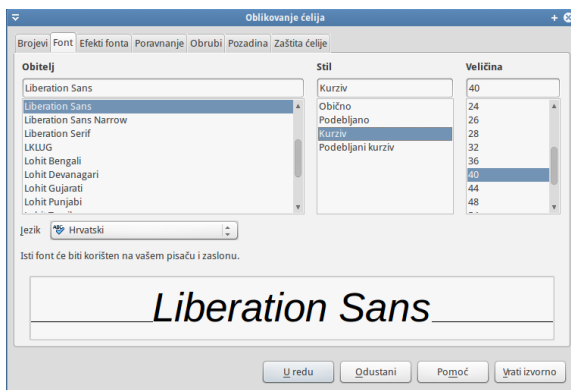 Oblikovanje ćelija
Brojevi Font Efekti fonta Poravnanje Obrubi Pozadina Zaštita ćelije
Obitelj Stil Veličina
Liberation Sans Kurziv 40
Liberation Sans Obično 24
Liberation Sans Narrow Podebljano 26
Liberation Serif Kurziv 28
LKLUG Podebljani kurziv 32
Lohit Bengali 36
Lohit Devanagari 40
Lohit Gujarati 44
Lohit Punjabi 48
Jezik Hrvatski
Isti font će biti korišten na vašem pisaču i zaslonu.
Liberation Sans
U redu Odustani Pomoć Vrati izvorno